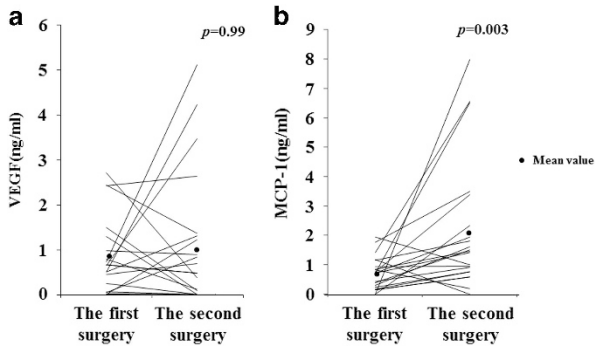 a
p=0.99
6
5
4
3
2
1
0
VEGF(ng/ml)
The first surgery
The second surgery
b
p=0.003
9
8
7
6
5
4
3
2
1
0
MCP-1(ng/ml)
The first surgery
The second surgery
Mean value